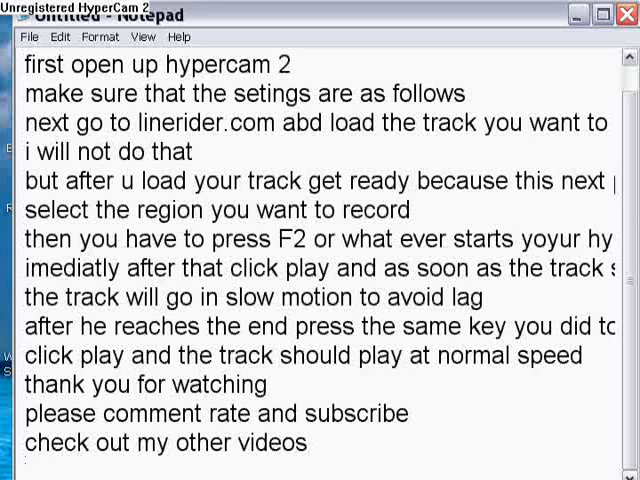 Unregistered HyperCam 2
Untitled - Notepad
File Edit Format View Help
first open up hypercam 2
make sure that the setings are as follows
next go to linerider.com abd load the track you want to
i will not do that
but after u load your track get ready because this next
select the region you want to record
then you have to press F2 or what ever starts yoyur hy
imediatly after that click play and as soon as the track
the track will go in slow motion to avoid lag
after he reaches the end press the same key you did to
click play and the track should play at normal speed
thank you for watching
please comment rate and subscribe
check out my other videos